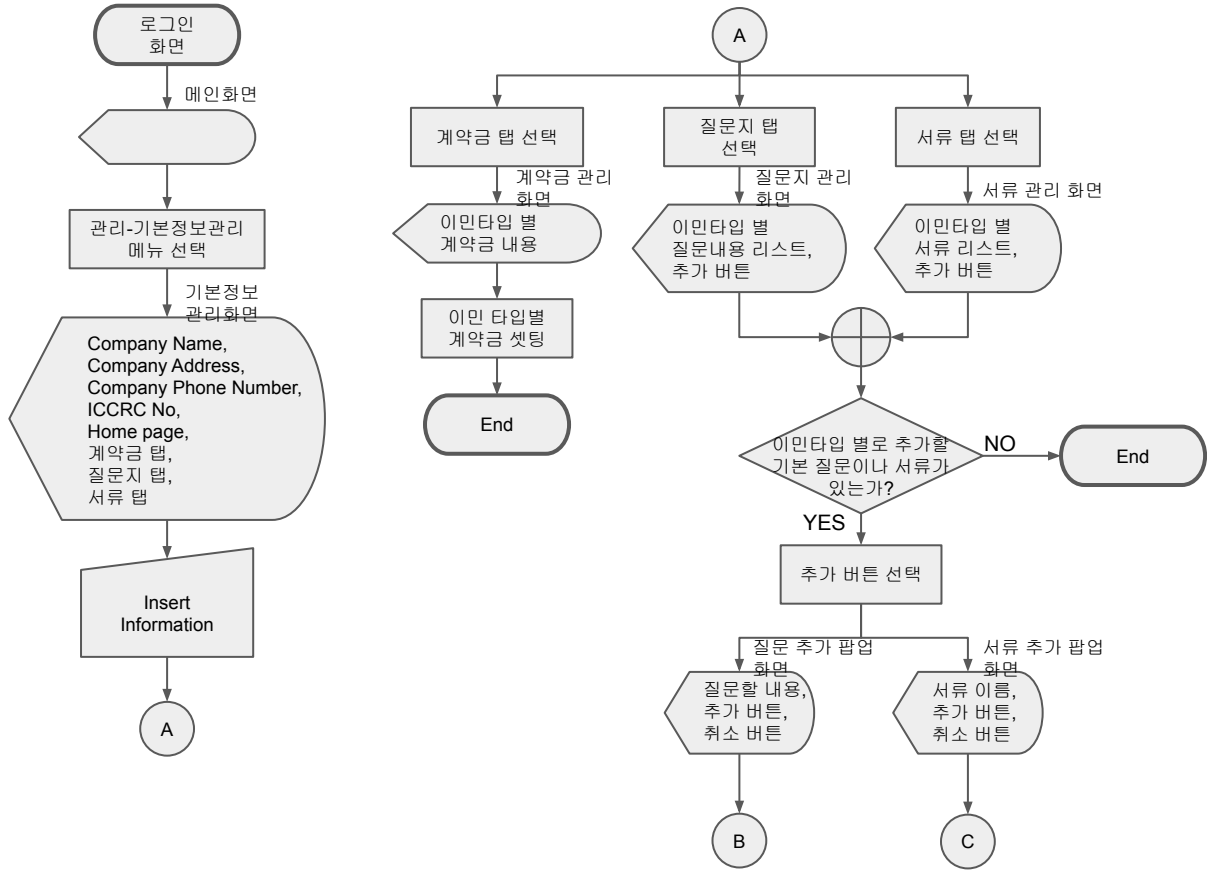 로그인
화면
메인화면
관리-기본정보관리
메뉴 선택
기본정보
관리화면
Company Name,
Company Address,
Company Phone Number,
ICCRC No,
Home page,
계약금 탭,
질문지 탭,
서류 탭
Insert
Information
A
A
계약금 탭 선택
질문지 탭
선택
서류 탭 선택
계약금 관리
화면
질문지 관리
화면
서류 관리 화면
이민타입 별
계약금 내용
이민타입 별
질문내용 리스트,
추가 버튼
이민타입 별
서류 리스트,
추가 버튼
이민 타입별
계약금 셋팅
End
이민타입 별로 추가할
기본 질문이나 서류가
있는가?
NO
End
YES
추가 버튼 선택
질문 추가 팝업
화면
서류 추가 팝업
화면
질문할 내용,
추가 버튼,
취소 버튼
서류 이름,
추가 버튼,
취소 버튼
B
C